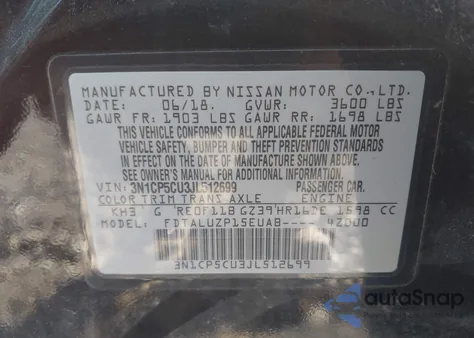 MANUFACTURED BY NISSAN MOTOR CO., LTD.
DATE: 06/18. GVWR: 3600 LBS
GAWR FR: 1903 LBS GAWR RR: 1698 LBS
THIS VEHICLE CONFORMS TO ALL APPLICABLE FEDERAL MOTOR
VEHICLE SAFETY, BUMPER AND THEFT PREVENTION STANDARDS
IN EFFECT ON THE DATE OF MANUFACTURE SHOWN ABOVE.
SEE OWNER'S MANUAL FOR ADDITIONAL INFORMATION.
VIN: 3N1CP5CU3JL512699 PASSENGER CAR.
COLOR TRIM TRANS AXLE ENGINE
KH3 G RE0F11B GZ39 HR16DE 1598 CC
MODEL: FDTALUZP15EUAB---- 4Z000
3N1CP5CU3JL512699
autoSnap